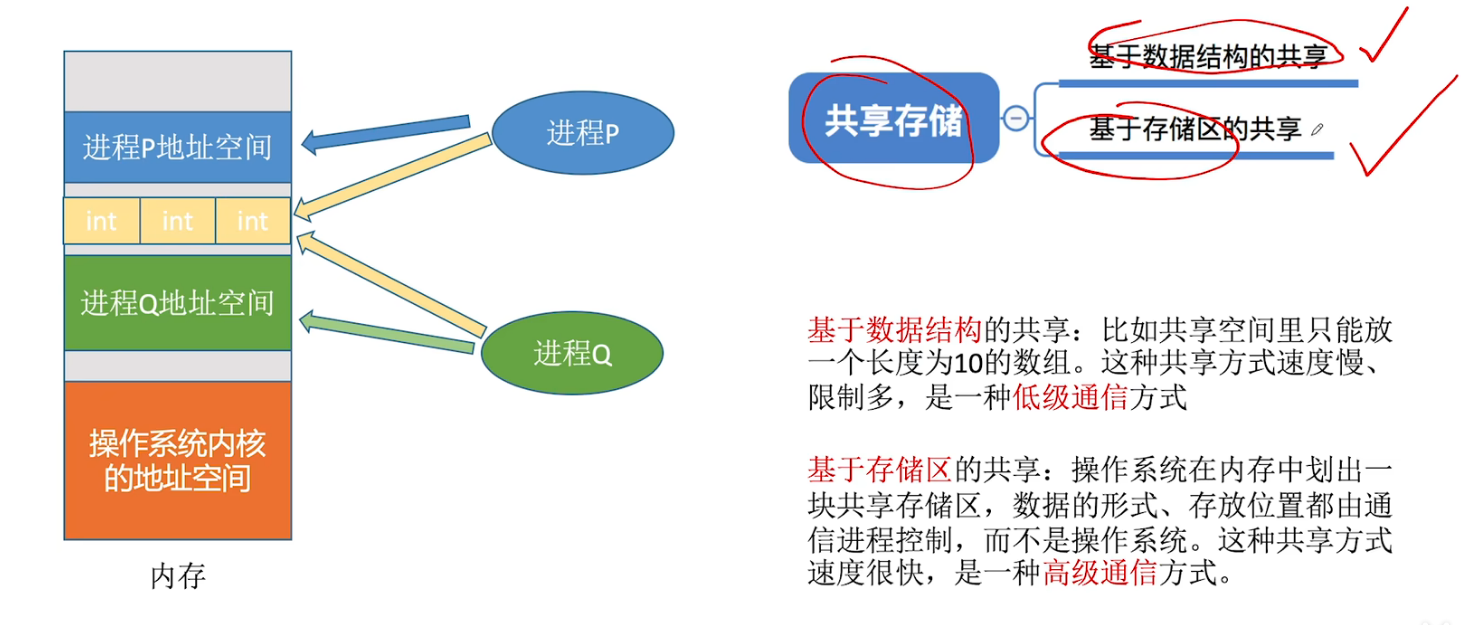 进程P地址空间
int int int
进程Q地址空间
操作系统内核
的地址空间
内存
进程P
进程Q
共享存储
基于数据结构的共享
基于存储区的共享
基于数据结构的共享：比如共享空间里只能放
一个长度为10的数组。这种共享方式速度慢、
限制多，是一种低级通信方式
基于存储区的共享：操作系统在内存中划出一
块共享存储区，数据的形式、存放位置都由通
信进程控制，而不是操作系统。这种共享方式
速度很快，是一种高级通信方式。